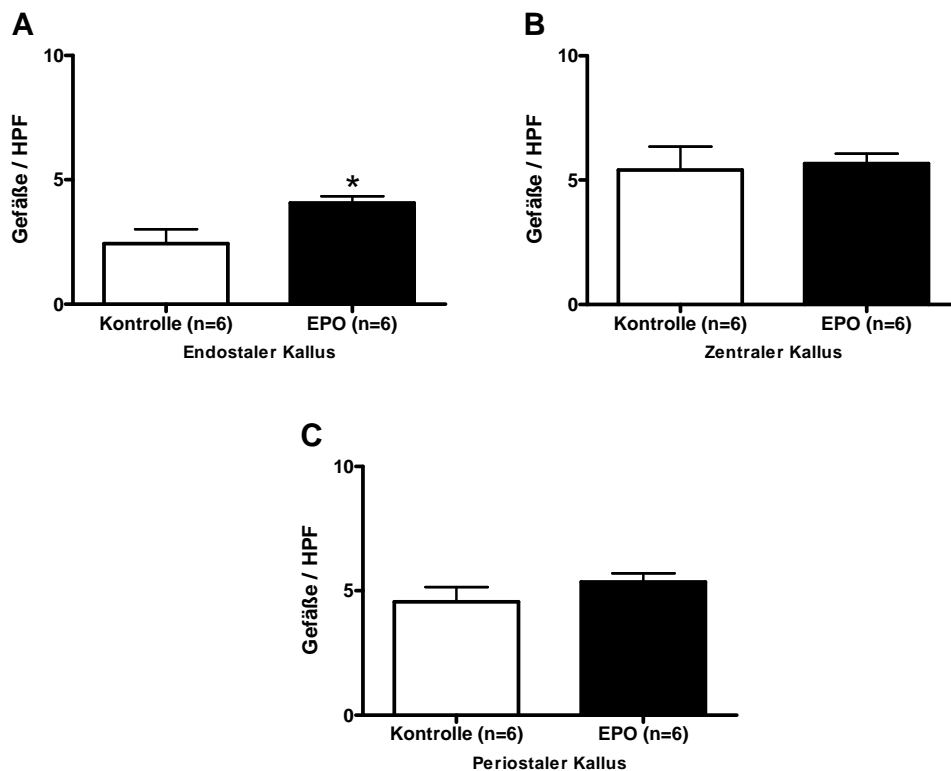 A
10
5
0
Gefäße / HPF
*
Kontrolle (n=6) EPO (n=6)
Endostaler Kallus
B
10
5
0
Gefäße / HPF
Kontrolle (n=6) EPO (n=6)
Zentraler Kallus
C
10
5
0
Gefäße / HPF
Kontrolle (n=6) EPO (n=6)
Periostaler Kallus